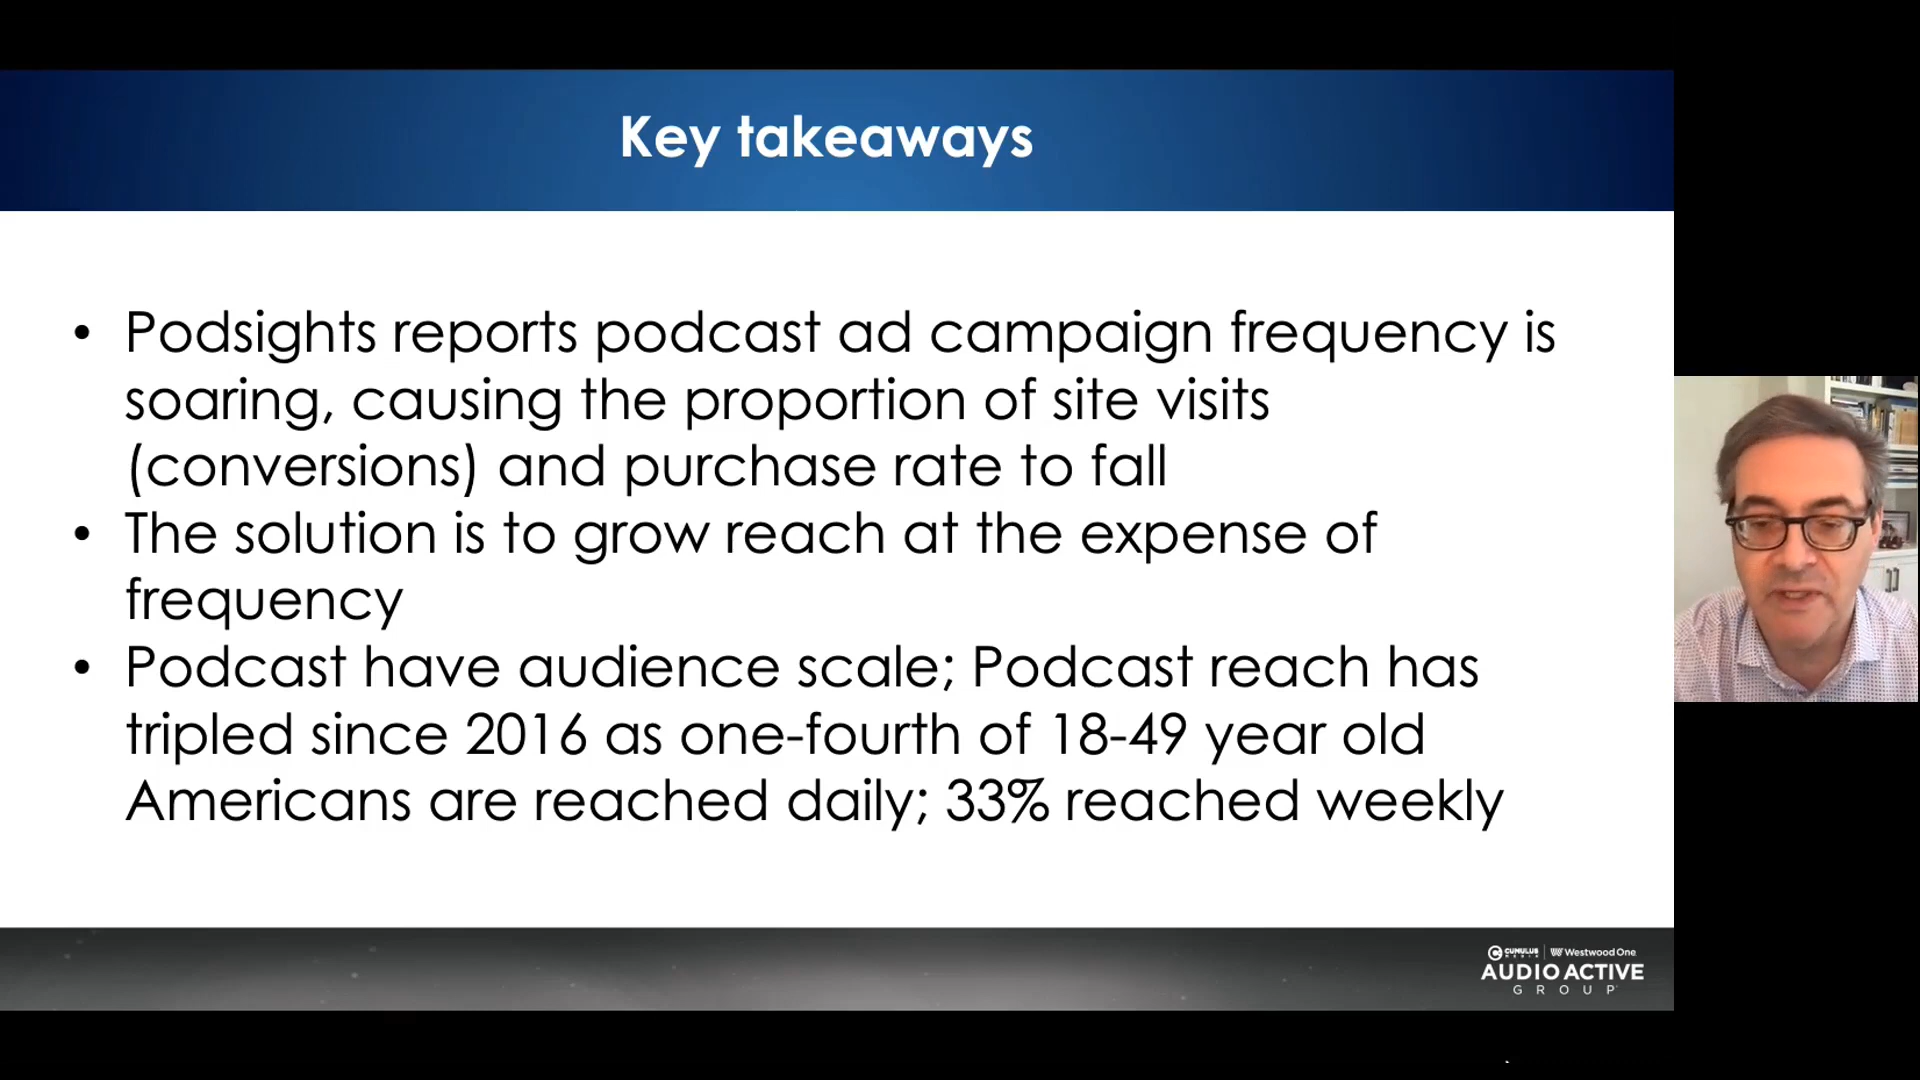 Key takeaways
• Podsights reports podcast ad campaign frequency is
soaring, causing the proportion of site visits
(conversions) and purchase rate to fall
• The solution is to grow reach at the expense of
frequency
• Podcast have audience scale; Podcast reach has
tripled since 2016 as one-fourth of 18-49 year old
Americans are reached daily; 33% reached weekly
CUMULUS MEDIA | Westwood One
AUDIO ACTIVE
GROUP